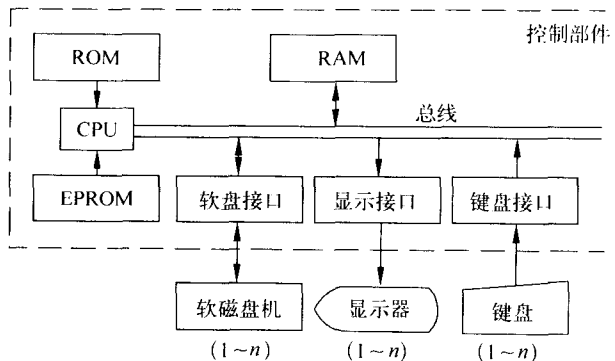 控制部件
ROM
RAM
总线
CPU
EPROM
软盘接口
显示接口
键盘接口
软磁盘机
显示器
键盘
(1~n)
(1~n)
(1~n)